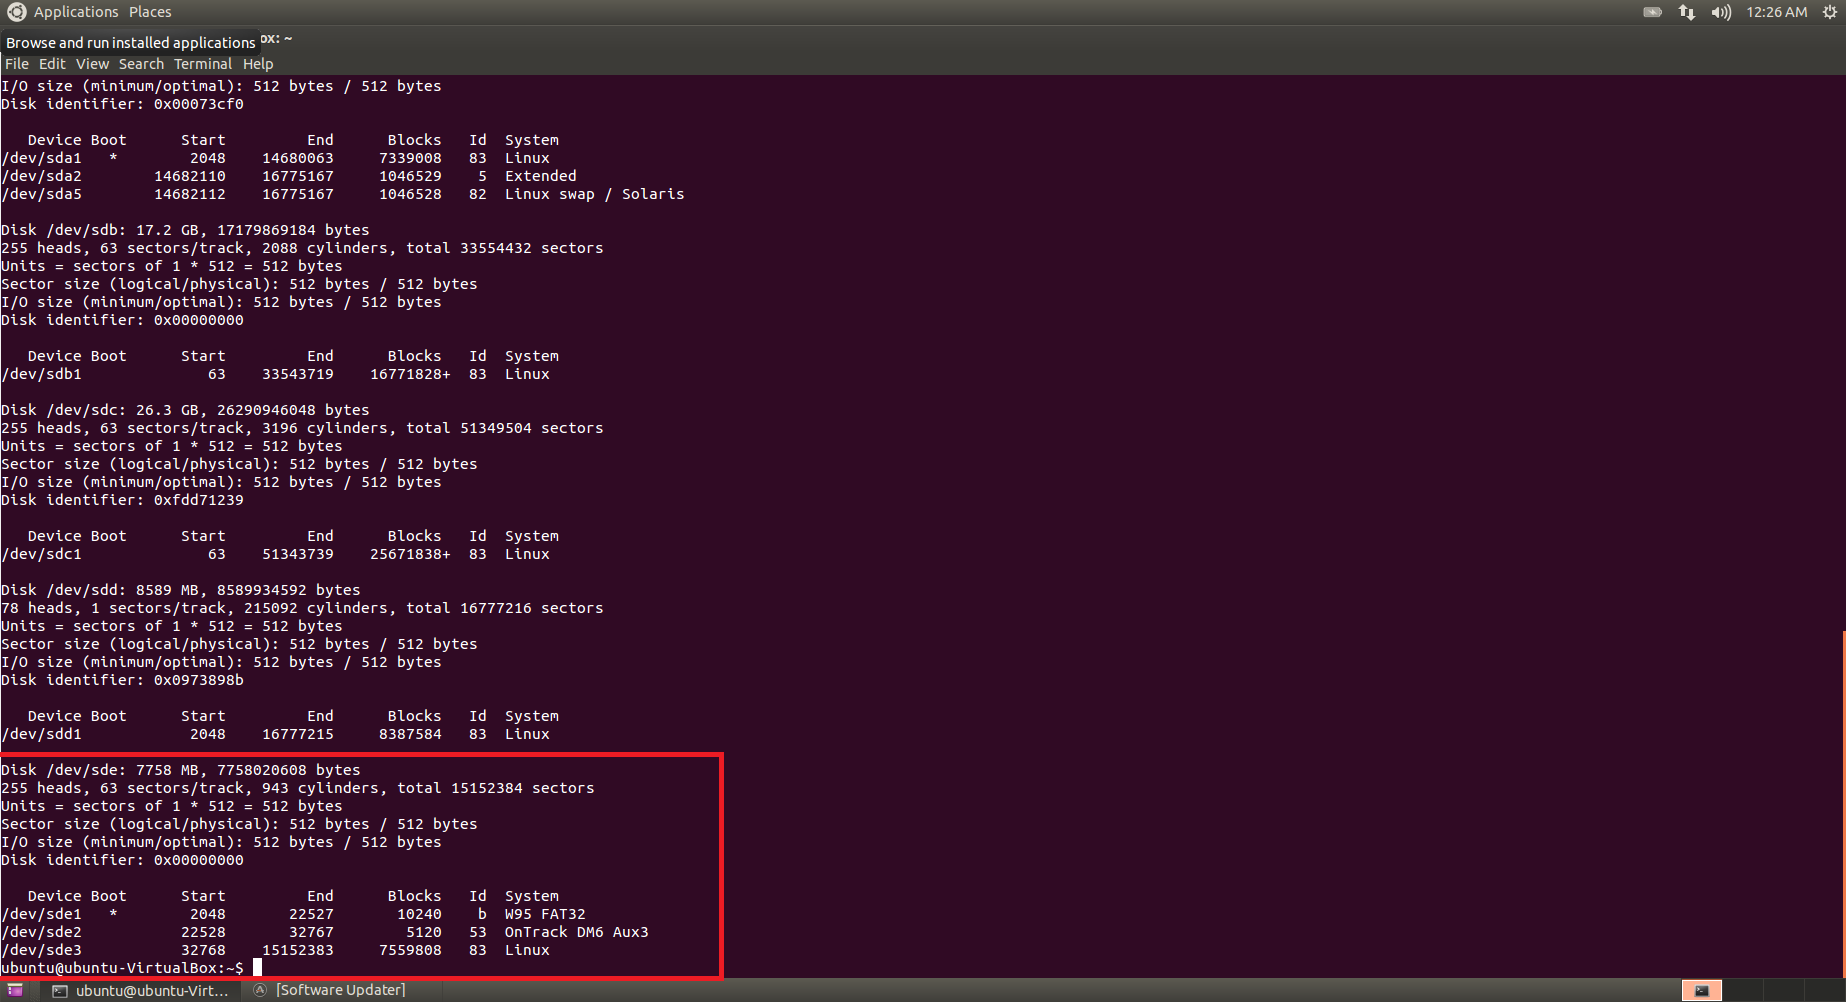 Applications Places 12:26 AM
Browse and run installed applications ox: ~
File Edit View Search Terminal Help
I/O size (minimum/optimal): 512 bytes / 512 bytes
Disk identifier: 0x00073cf0
Device Boot Start End Blocks Id System
/dev/sda1 * 2048 14680063 7339008 83 Linux
/dev/sda2 14682110 16775167 1046529 5 Extended
/dev/sda5 14682112 16775167 1046528 82 Linux swap / Solaris
Disk /dev/sdb: 17.2 GB, 17179869184 bytes
255 heads, 63 sectors/track, 2088 cylinders, total 33554432 sectors
Units = sectors of 1 * 512 = 512 bytes
Sector size (logical/physical): 512 bytes / 512 bytes
I/O size (minimum/optimal): 512 bytes / 512 bytes
Disk identifier: 0x00000000
Device Boot Start End Blocks Id System
/dev/sdb1 63 33543719 16771828+ 83 Linux
Disk /dev/sdc: 26.3 GB, 26290946048 bytes
255 heads, 63 sectors/track, 3196 cylinders, total 51349504 sectors
Units = sectors of 1 * 512 = 512 bytes
Sector size (logical/physical): 512 bytes / 512 bytes
I/O size (minimum/optimal): 512 bytes / 512 bytes
Disk identifier: 0xfdd71239
Device Boot Start End Blocks Id System
/dev/sdc1 63 51343739 25671838+ 83 Linux
Disk /dev/sdd: 8589 MB, 8589934592 bytes
78 heads, 1 sectors/track, 215092 cylinders, total 16777216 sectors
Units = sectors of 1 * 512 = 512 bytes
Sector size (logical/physical): 512 bytes / 512 bytes
I/O size (minimum/optimal): 512 bytes / 512 bytes
Disk identifier: 0x0973898b
Device Boot Start End Blocks Id System
/dev/sdd1 2048 16777215 8387584 83 Linux
Disk /dev/sde: 7758 MB, 7758020608 bytes
255 heads, 63 sectors/track, 943 cylinders, total 15152384 sectors
Units = sectors of 1 * 512 = 512 bytes
Sector size (logical/physical): 512 bytes / 512 bytes
I/O size (minimum/optimal): 512 bytes / 512 bytes
Disk identifier: 0x00000000
Device Boot Start End Blocks Id System
/dev/sde1 * 2048 22527 10240 b W95 FAT32
/dev/sde2 22528 32767 5120 53 OnTrack DM6 Aux3
/dev/sde3 32768 15152383 7559808 83 Linux
ubuntu@ubuntu-VirtualBox:~$
ubuntu@ubuntu-Virt... [Software Updater]